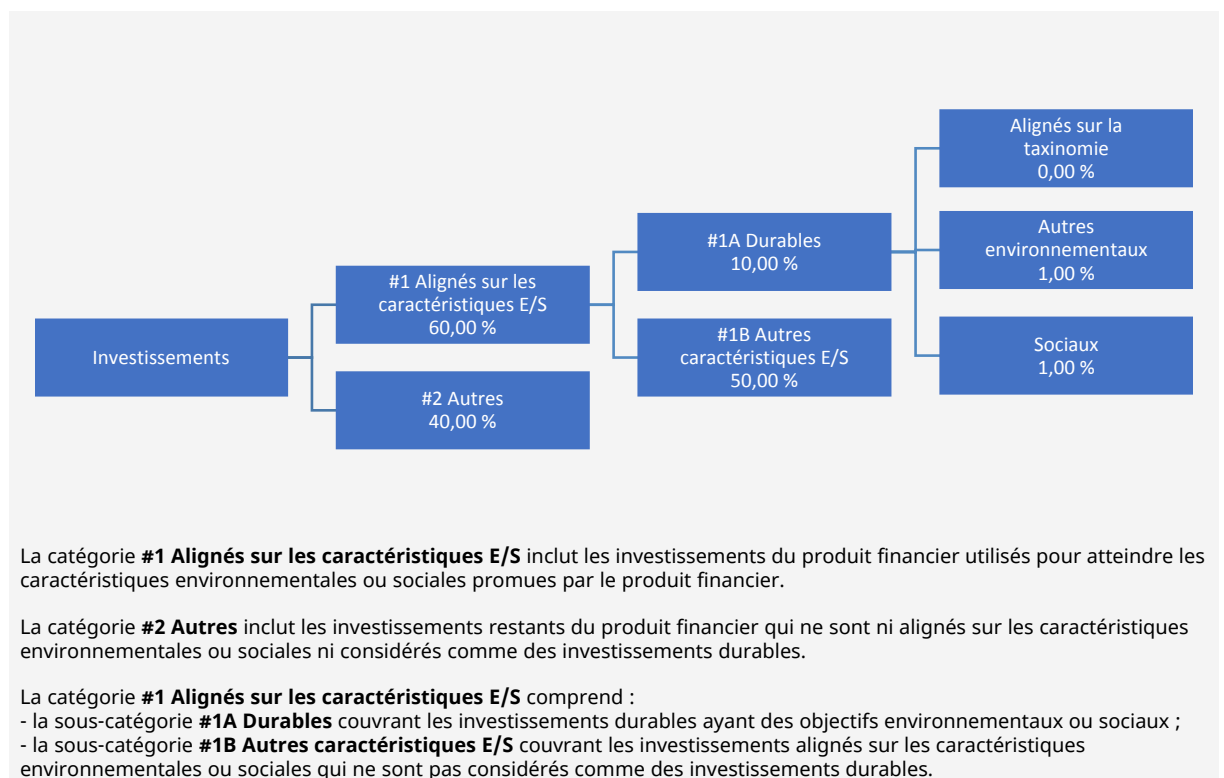 Investissements
#1 Alignés sur les
caractéristiques E/S
60,00 %
#2 Autres
40,00 %
#1A Durables
10,00 %
#1B Autres
caractéristiques E/S
50,00 %
Alignés sur la
taxinomie
0,00 %
Autres
environnementaux
1,00 %
Sociaux
1,00 %
La catégorie #1 Alignés sur les caractéristiques E/S inclut les investissements du produit financier utilisés pour atteindre les
caractéristiques environnementales ou sociales promues par le produit financier.
La catégorie #2 Autres inclut les investissements restants du produit financier qui ne sont ni alignés sur les caractéristiques
environnementales ou sociales ni considérés comme des investissements durables.
La catégorie #1 Alignés sur les caractéristiques E/S comprend :
- la sous-catégorie #1A Durables couvrant les investissements durables ayant des objectifs environnementaux ou sociaux ;
- la sous-catégorie #1B Autres caractéristiques E/S couvrant les investissements alignés sur les caractéristiques
environnementales ou sociales qui ne sont pas considérés comme des investissements durables.